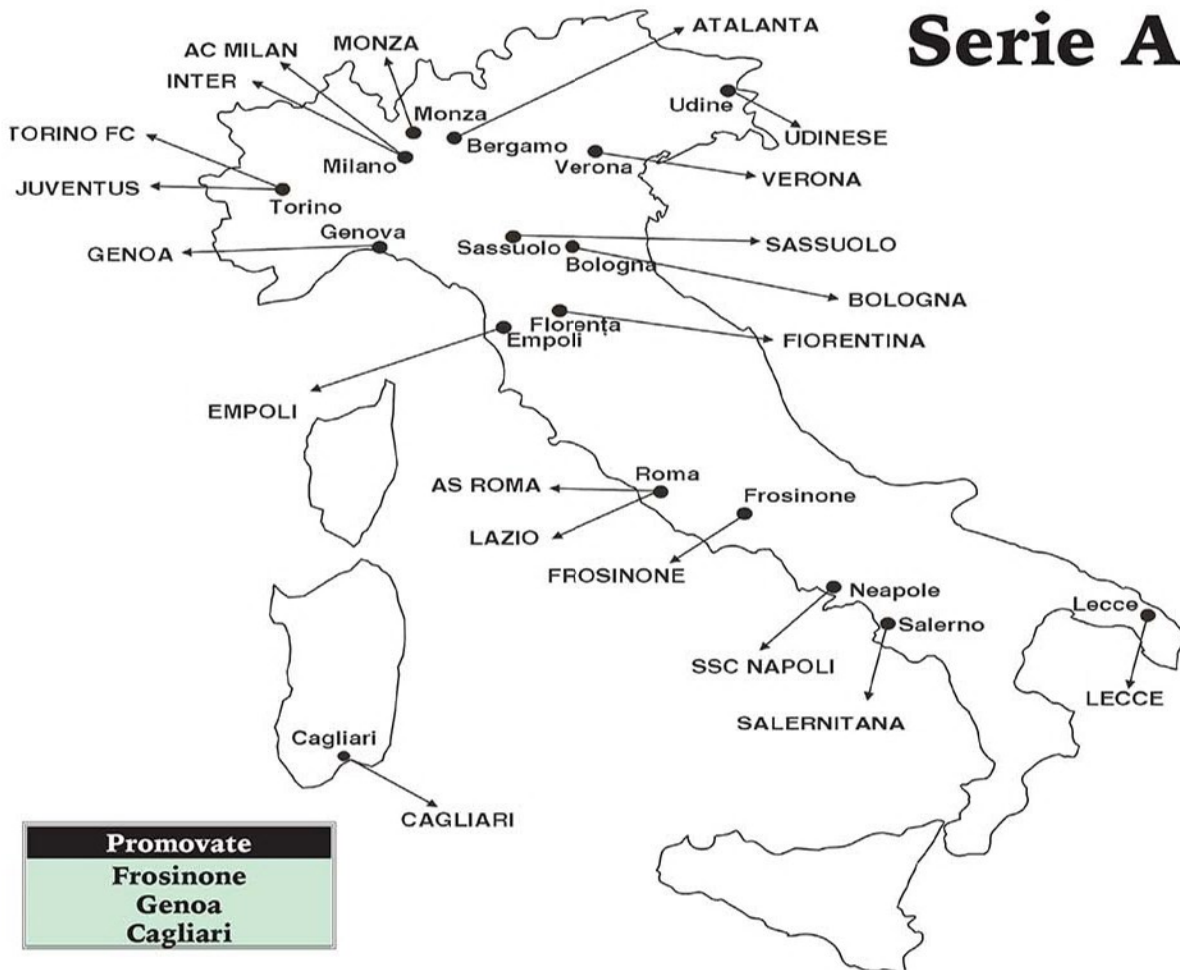 Serie A
ATALANTA
MONZA
AC MILAN
INTER
TORINO FC
JUVENTUS
GENOA
Monza
Milano
Bergamo
Udine
UDINESE
Verona
VERONA
Torino
Genova
Sassuolo
SASSUOLO
Bologna
BOLOGNA
Florența
FIORENTINA
Empoli
EMPOLI
Roma
AS ROMA
LAZIO
Frosinone
FROSINONE
Neapole
SSC NAPOLI
Salerno
SALERNITANA
Lecce
LECCE
Cagliari
CAGLIARI
Promovate
Frosinone
Genoa
Cagliari